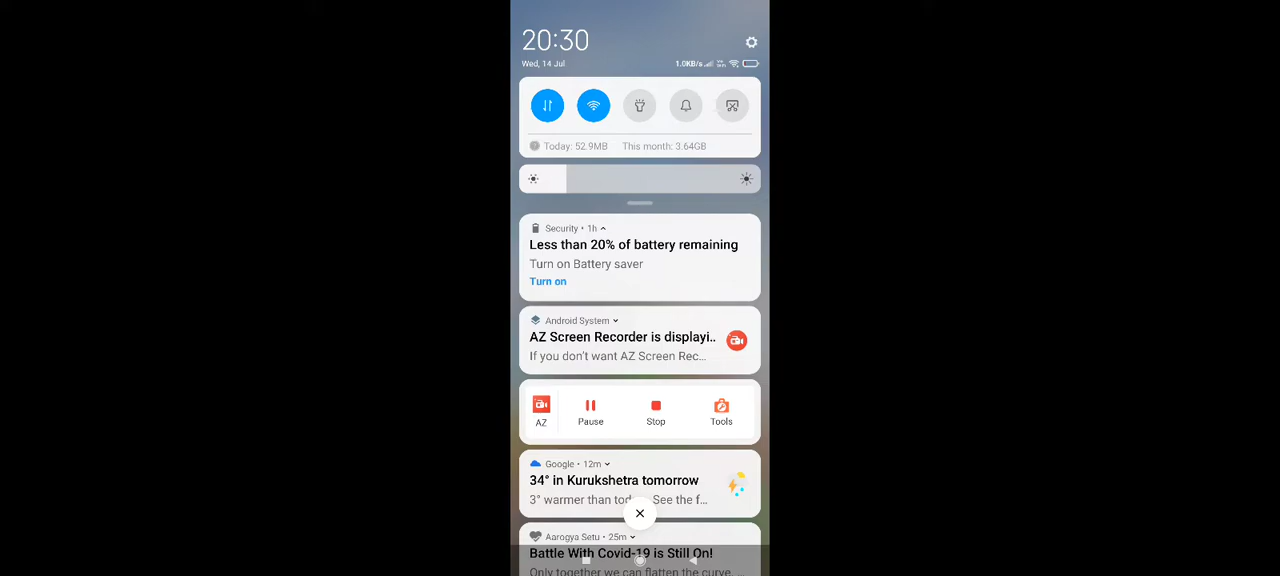 20:30
Wed, 14 Jul
1.0KB/s
Today: 52.9MB This month: 3.64GB
Security • 1h
Less than 20% of battery remaining
Turn on Battery saver
Turn on
Android System
AZ Screen Recorder is displayi..
If you don't want AZ Screen Rec...
AZ
Pause
Stop
Tools
Google • 12m
34° in Kurukshetra tomorrow
3° warmer than tod See the f...
Aarogya Setu • 25m
Battle With Covid-19 is Still On!
Only together we can flatten the curve,...